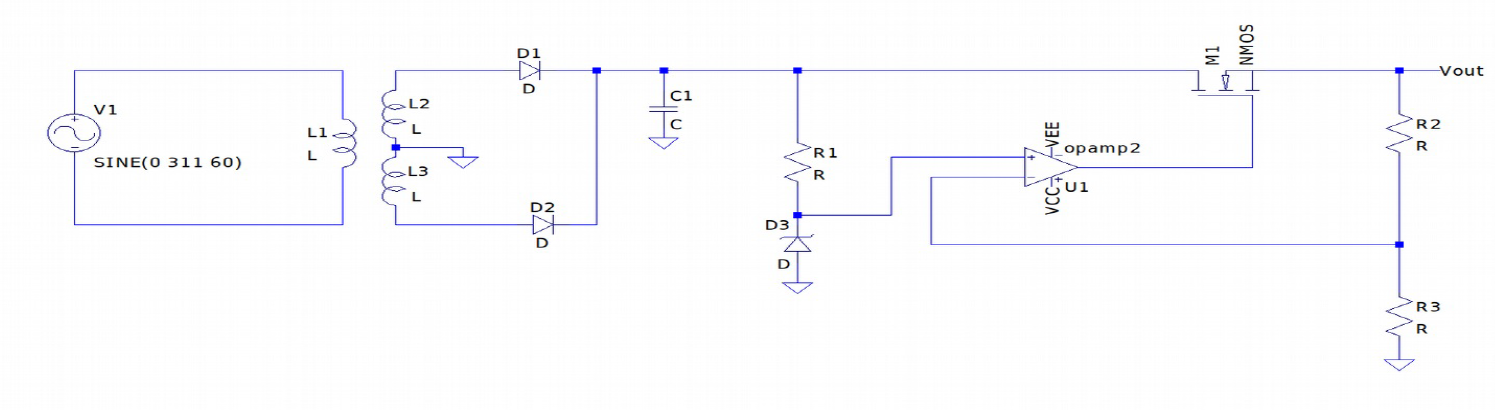 V1
SINE(0 311 60)
L1
L
L2
L
L3
L
D1
D
D2
D
C1
C
R1
R
D3
D
VEE
opamp2
VCC
U1
M1
NMOS
Vout
R2
R
R3
R